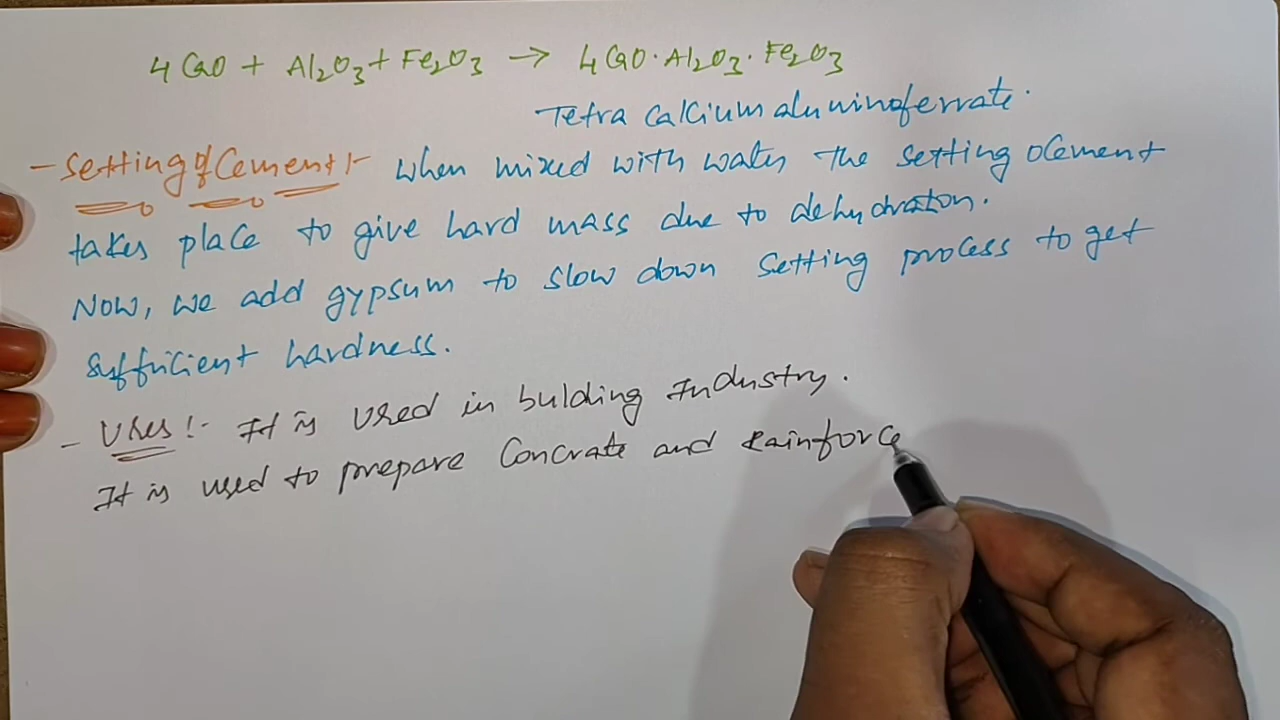 4CaO + Al₂O₃ + Fe₂O₃ → 4CaO·Al₂O₃·Fe₂O₃
Tetra calcium aluminoferrate.
- Setting of Cement :- when mixed with water the setting of cement
takes place to give hard mass due to dehydration.
Now, we add gypsum to slow down setting process to get
sufficient hardness.
- Uses :- It is used in bulding Industry.
It is used to prepare Concrate and Rainforce